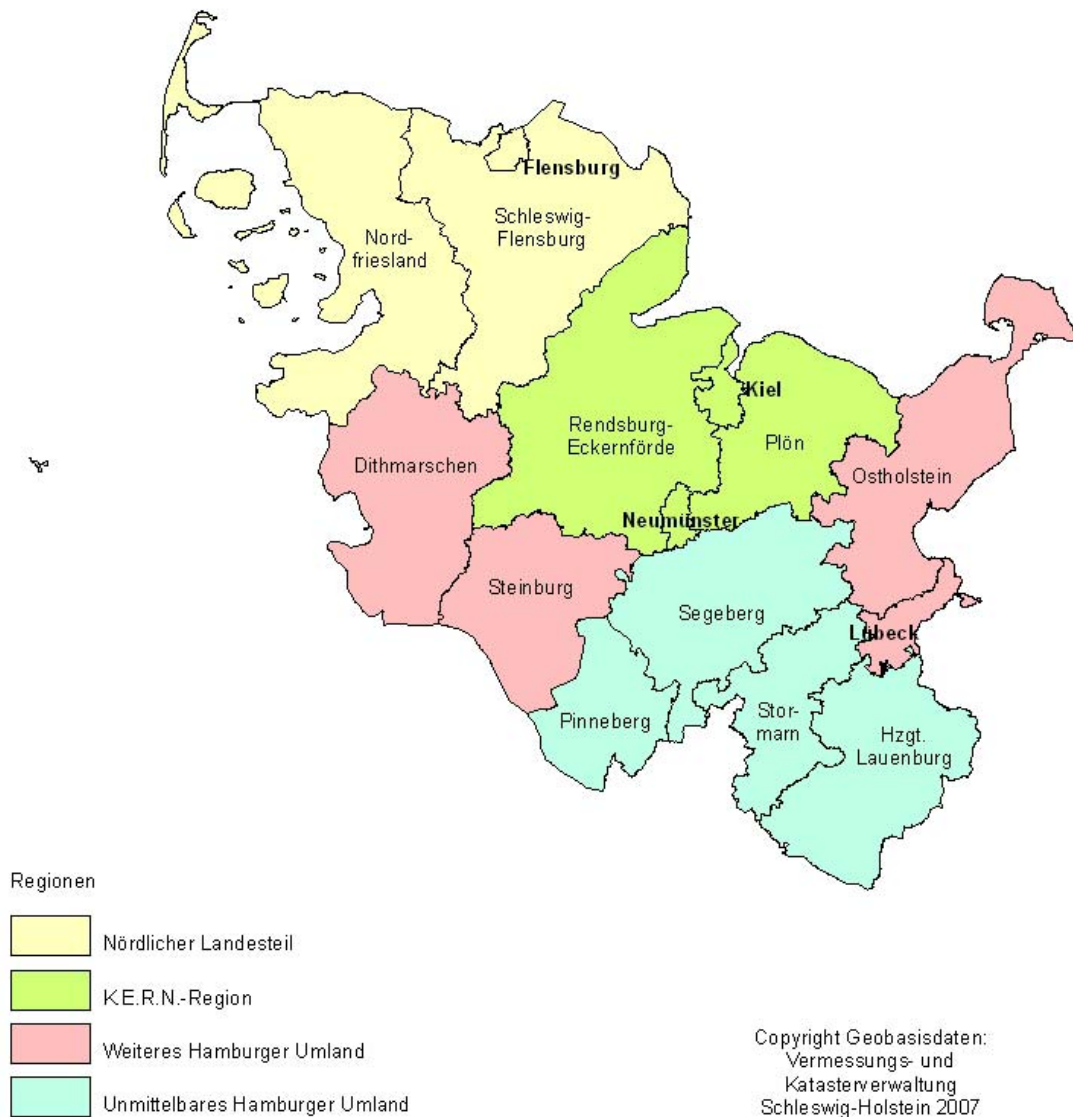 Flensburg
Schleswig-
Flensburg
Nord-
friesland
Kiel
Rendsburg-
Eckernförde
Plön
Dithmarschen
Ostholstein
Neumünster
Steinburg
Segeberg
Lübeck
Pinneberg
Stor-
marn
Hzgt.
Lauenburg
Regionen
Nördlicher Landesteil
K.E.R.N.-Region
Weiteres Hamburger Umland
Unmittelbares Hamburger Umland
Copyright Geobasisdaten:
Vermessungs- und
Katasterverwaltung
Schleswig-Holstein 2007